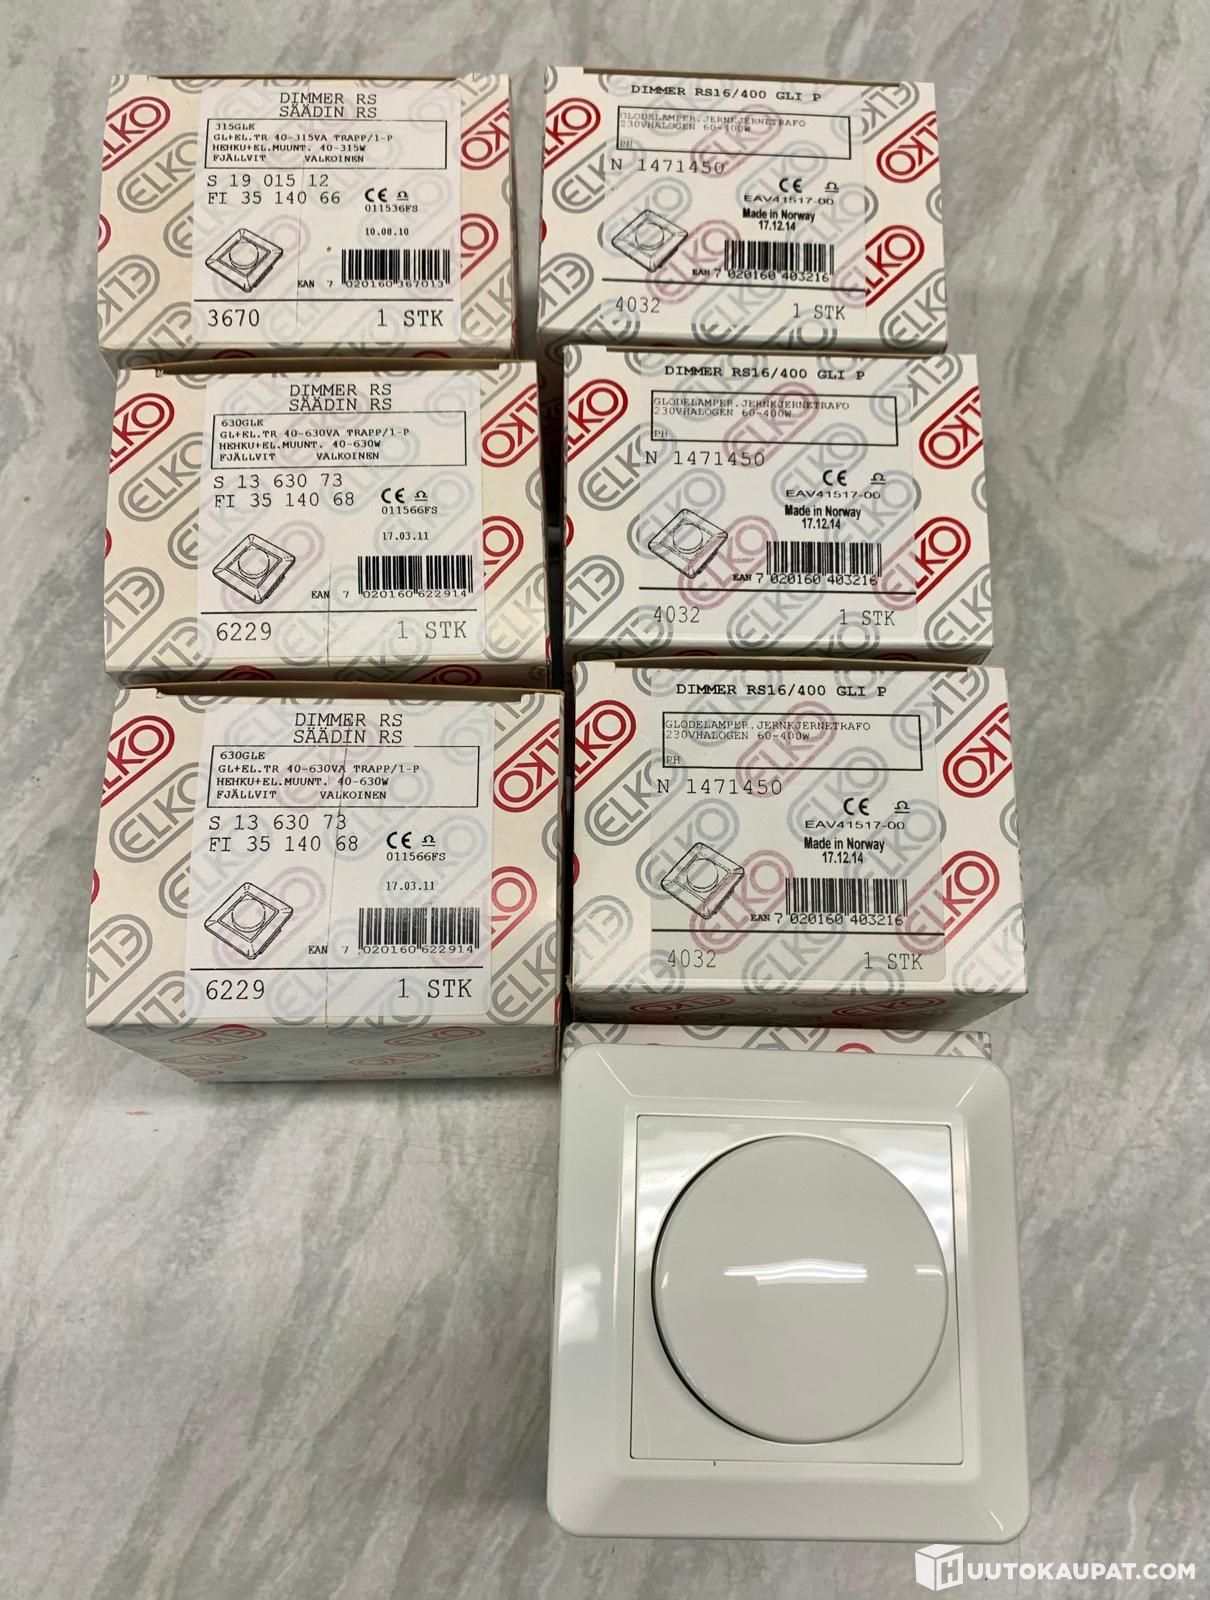 DIMMER RS
SÄÄDIN RS
315GLE
GL+EL.TR 40-315VA TRAPP/1-P
HEHKU+EL.MUUNT. 40-315W
FJÄLLVIT VALKOINEN
S 19 015 12
FI 35 140 66
CE
011536FS
10.08.10
EAN 7 020160 367013
3670 1 STK
DIMMER RS
SÄÄDIN RS
630GLE
GL+EL.TR 40-630VA TRAPP/1-P
HEHKU+EL.MUUNT. 40-630W
FJÄLLVIT VALKOINEN
S 13 630 73
FI 35 140 68
CE
011566FS
17.03.11
EAN 7 020160 622914
6229 1 STK
DIMMER RS
SÄÄDIN RS
630GLE
GL+EL.TR 40-630VA TRAPP/1-P
HEHKU+EL.MUUNT. 40-630W
FJÄLLVIT VALKOINEN
S 13 630 73
FI 35 140 68
CE
011566FS
17.03.11
EAN 7 020160 622914
6229 1 STK
DIMMER RS16/400 GLI P
GLODELAMPER.JERNKJERNETRAFO
230VHALOGEN 60-400W
PH
N 1471450
CE
EAV41517-00
Made in Norway
17.12.14
EAN 7 020160 403216
4032 1 STK
DIMMER RS16/400 GLI P
GLODELAMPER.JERNKJERNETRAFO
230VHALOGEN 60-400W
PH
N 1471450
CE
EAV41517-00
Made in Norway
17.12.14
EAN 7 020160 403216
4032 1 STK
DIMMER RS16/400 GLI P
GLODELAMPER.JERNKJERNETRAFO
230VHALOGEN 60-400W
PH
N 1471450
CE
EAV41517-00
Made in Norway
17.12.14
EAN 7 020160 403216
4032 1 STK
ELKO
HUUTOKAUPAT.COM